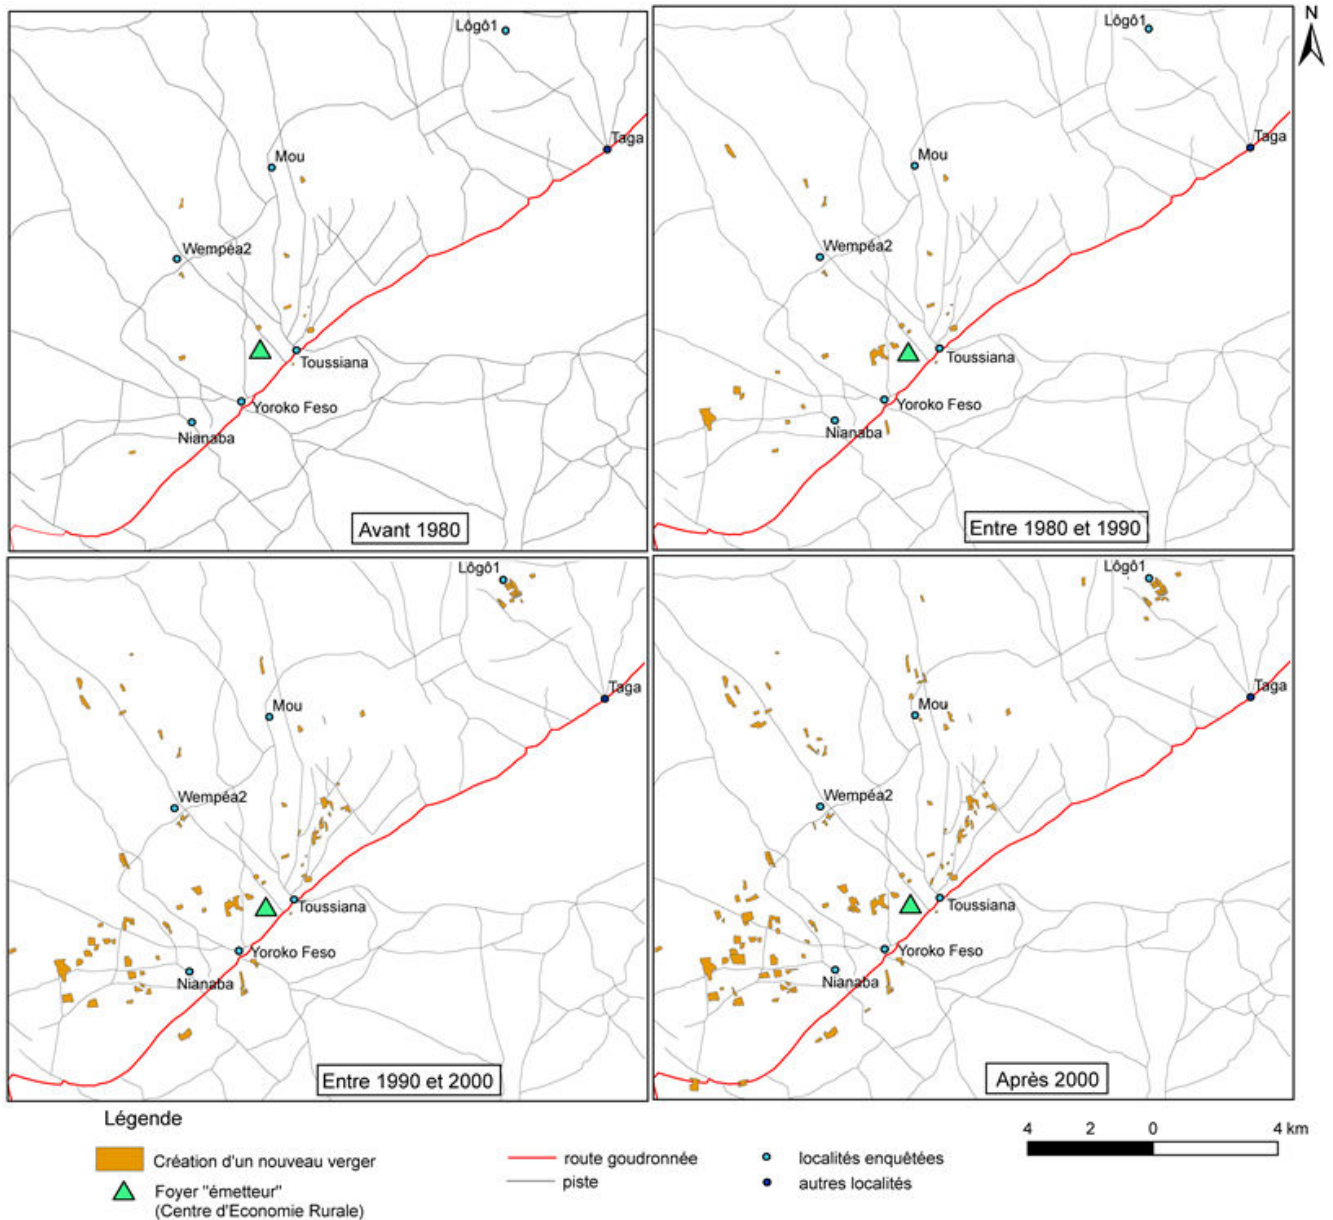 Lôgô1
Taga
Mou
Wempéa2
Toussiana
Yoroko Feso
Nianaba
Avant 1980
Lôgô1
N
Taga
Mou
Wempéa2
Toussiana
Yoroko Feso
Nianaba
Entre 1980 et 1990
Lôgô1
Taga
Mou
Wempéa2
Toussiana
Yoroko Feso
Nianaba
Entre 1990 et 2000
Lôgô1
Taga
Mou
Wempéa2
Toussiana
Yoroko Feso
Nianaba
Après 2000
Légende
Création d'un nouveau verger
Foyer "émetteur"
(Centre d'Economie Rurale)
route goudronnée
piste
localités enquêtées
autres localités
4 2 0 4 km